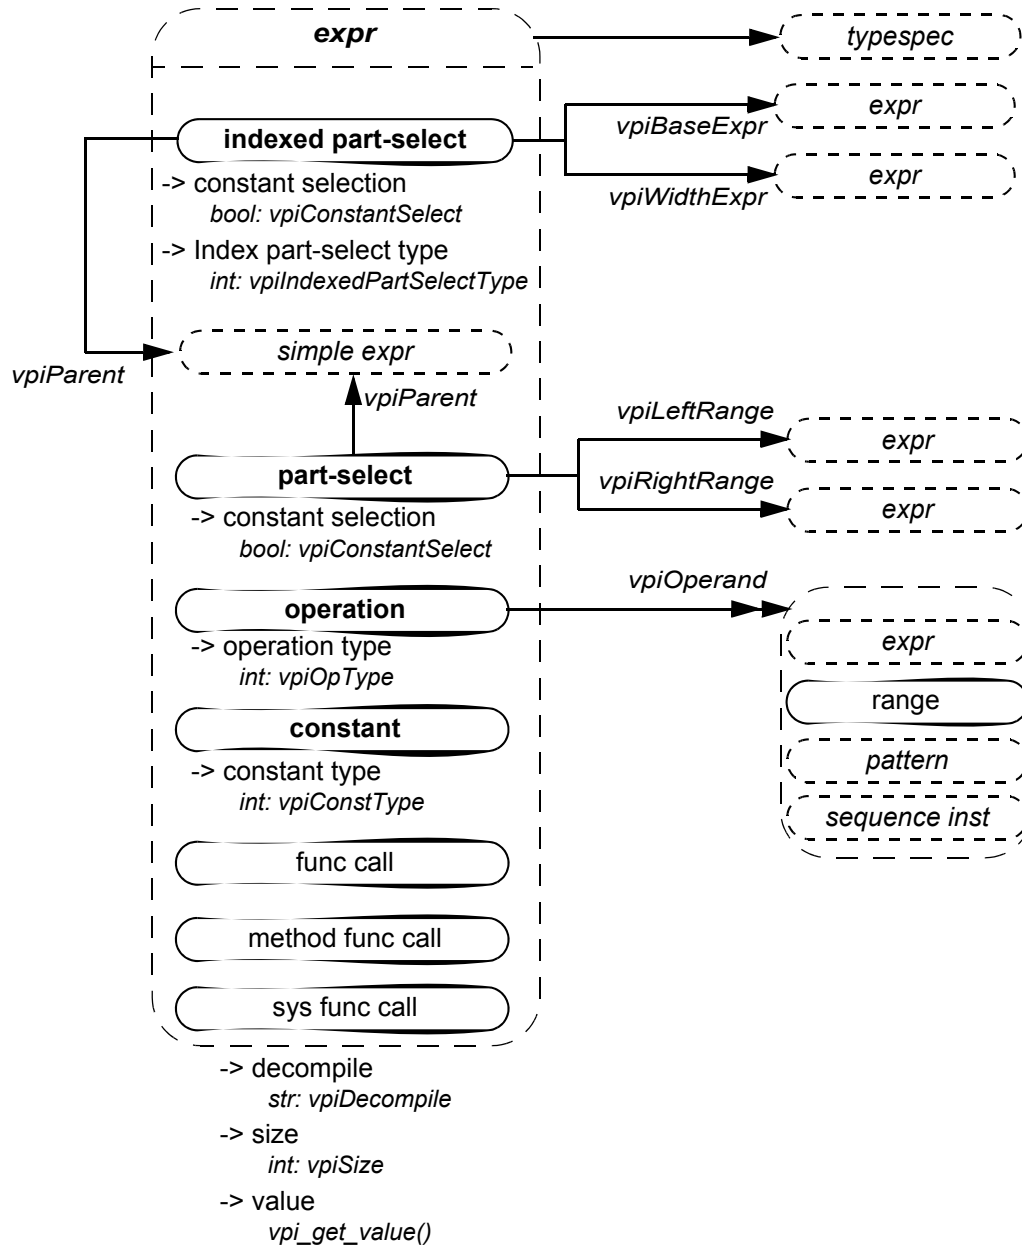 expr
typespec
indexed part-select
vpiBaseExpr
expr
vpiWidthExpr
expr
-> constant selection
bool: vpiConstantSelect
-> Index part-select type
int: vpiIndexedPartSelectType
vpiParent
simple expr
vpiParent
part-select
vpiLeftRange
expr
vpiRightRange
expr
-> constant selection
bool: vpiConstantSelect
operation
vpiOperand
-> operation type
int: vpiOpType
expr
range
pattern
sequence inst
constant
-> constant type
int: vpiConstType
func call
method func call
sys func call
-> decompile
str: vpiDecompile
-> size
int: vpiSize
-> value
vpi_get_value()